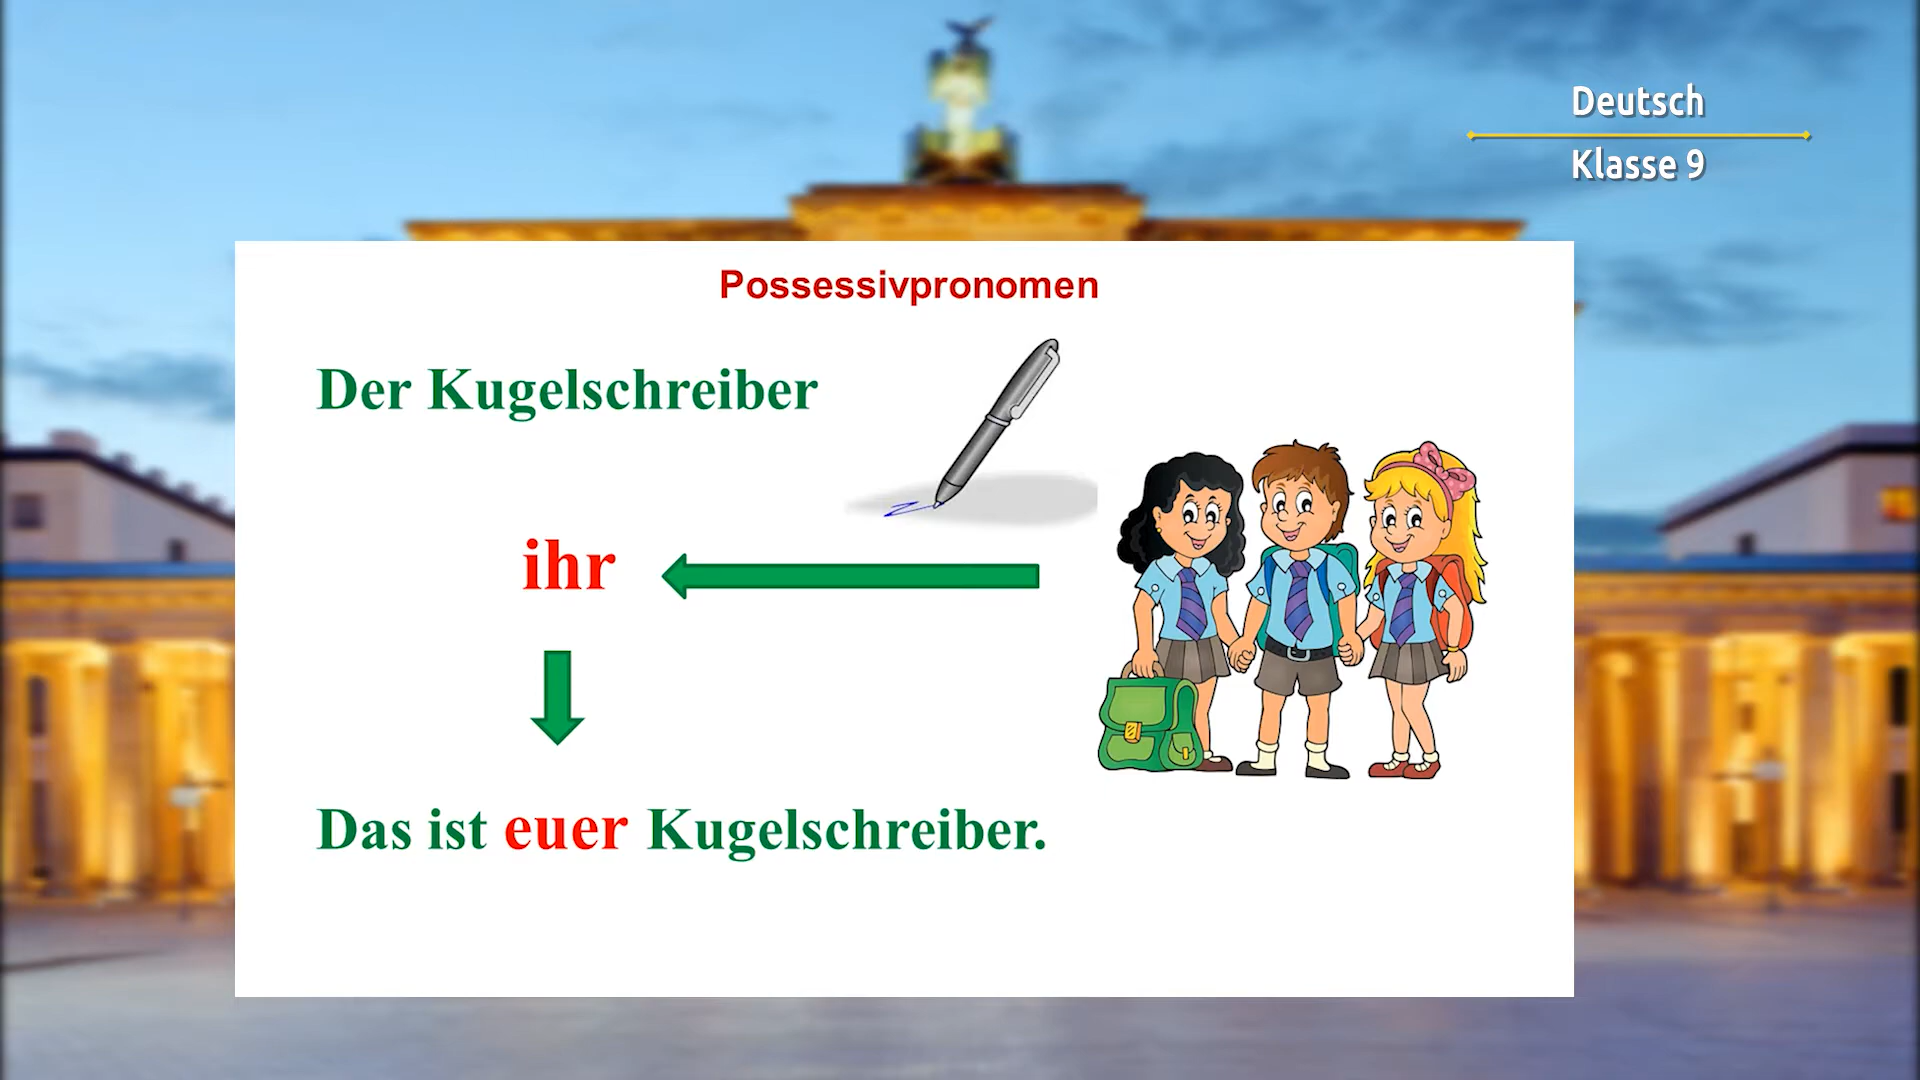 Deutsch
Klasse 9
Possessivpronomen
Der Kugelschreiber
ihr
Das ist euer Kugelschreiber.